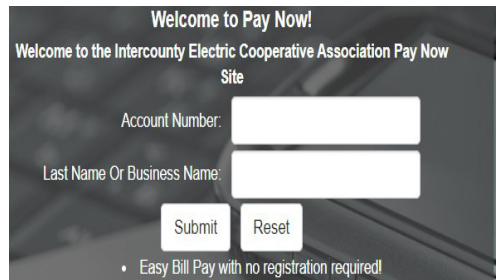 Welcome to Pay Now!
Welcome to the Intercounty Electric Cooperative Association Pay Now
Site
Account Number:
Last Name Or Business Name:
Submit Reset
• Easy Bill Pay with no registration required!